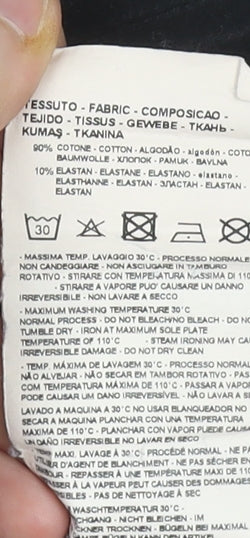 TESSUTO - FABRIC - COMPOSICAO -
TEJIDO - TISSUS - GEWEBE - ТКАНЬ -
KUMAŞ - TKANINA
90% COTONE - COTTON - ALGODÃO - algodón - COTO
BAUMWOLLE - ХЛОПОК - PAMUK - BAVLNA
10% ELASTAN - ELASTANE - ELASTANO - elastano -
ELASTHANNE - ELASTAN - ЭЛАСТАН - ELASTAN -
ELASTAN
30
- MASSIMA TEMP. LAVAGGIO 30°C - PROCESSO NORMALE
NON CANDEGGIARE - NON ASCIUGARE IN TAMBURO
ROTATIVO - STIRARE CON TEMPERATURA MASSIMA DI 110
- STIRARE A VAPORE PUO' CAUSARE UN DANNO
IRREVERSIBILE - NON LAVARE A SECCO
- MAXIMUM WASHING TEMPERATURE 30°C
NORMAL PROCESS - DO NOT BLEACHING BLEACH - DO NO
TUMBLE DRY - IRON AT MAXIMUM SOLE PLATE
TEMPERATURE OF 110°C - STEAM IRONING MAY CA
IRREVERSIBLE DAMAGE - DO NOT DRY CLEAN
- TEMP. MÁXIMA DE LAVAGEM 30°C - PROCESSO NORMAL
NÃO ALVEJAR - NÃO SECAR EM TAMBOR ROTATIVO - PAS
COM TEMPERATURA MÁXIMA DE 110°C - PASSAR A VAPOR
PODE CAUSAR UM DANO IRREVERSÍVEL - NÃO LAVAR A S
LAVADO A MAQUINA A 30°C NO USAR BLANQUEADOR NO
SECAR A MAQUINA PLANCHAR CON UNA TEMPERATURA
MAXIMA DE 110°C - PLANCHAR CON VAPOR PUEDE CAUSA
UN DAÑO IRREVERSIBLE NO LAVAR EN SECO
MAXI. LAVAGE À 30°C - PROCÉDÉ NORMAL - NE PA
D'AGENT DE BLANCHIMENT - NE PAS SÉCHER EN
- REPASSER À UNE TEMPÉRATURE MAXI DE 110
À LA VAPEUR PEUT CAUSER DES DOMMAGES
- PAS DE NETTOYAGE À SEC
WASCHTEMPERATUR 30°C -
- NICHT BLEICHEN - IM
TROCKNEN - BÜGELN BEI MAXIMAL